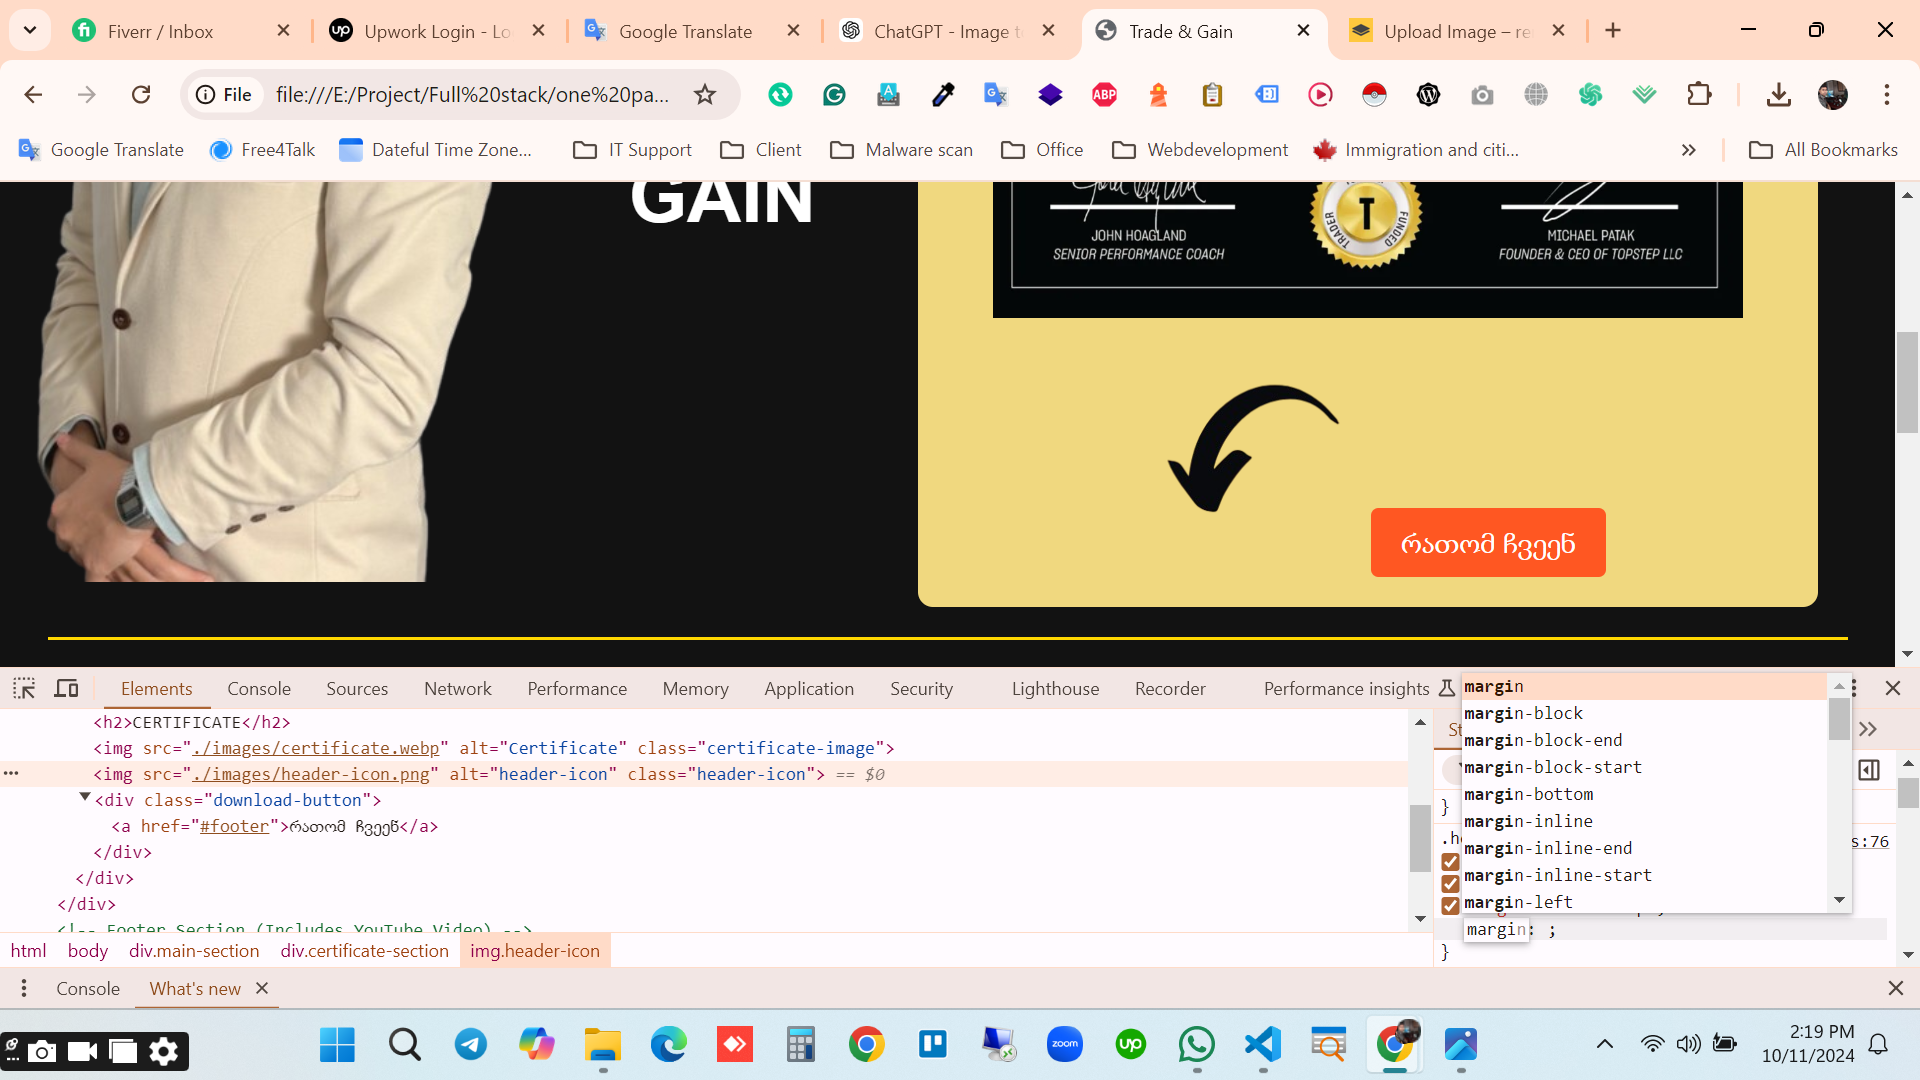 Fiverr / Inbox
Upwork Login - Lo
Google Translate
ChatGPT - Image to
Trade & Gain
Upload Image – re
File
file:///E:/Project/Full%20stack/one%20pa...
ABP
Google Translate
Free4Talk
Dateful Time Zone...
IT Support
Client
Malware scan
Office
Webdevelopment
Immigration and citi...
All Bookmarks
GAIN
JOHN HOAGLAND
SENIOR PERFORMANCE COACH
TRADER
T
FUNDED
MICHAEL PATAK
FOUNDER & CEO OF TOPSTEP LLC
რათომ ჩვეენ
Elements
Console
Sources
Network
Performance
Memory
Application
Security
Lighthouse
Recorder
Performance insights
<h2>CERTIFICATE</h2>
<img src="./images/certificate.webp" alt="Certificate" class="certificate-image">
<img src="./images/header-icon.png" alt="header-icon" class="header-icon"> == $0
<div class="download-button">
<a href="#footer">რათომ ჩვეენ</a>
</div>
</div>
</div>
<!-- Footer Section (Includes YouTube Video) -->
html
body
div.main-section
div.certificate-section
img.header-icon
margin
margin-block
margin-block-end
margin-block-start
margin-bottom
margin-inline
margin-inline-end
margin-inline-start
margin-left
}
s:76
margin: ;
}
Console
What's new
zoom
up
2:19 PM
10/11/2024